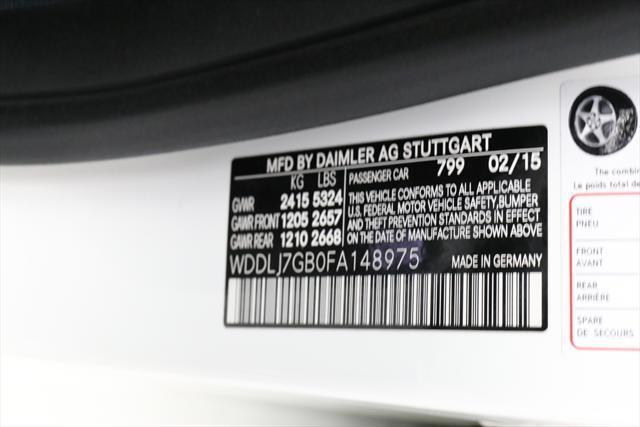 MFD BY DAIMLER AG STUTTGART
KG LBS
GVWR 2415 5324
GAWR FRONT 1205 2657
GAWR REAR 1210 2668
PASSENGER CAR 799 02/15
THIS VEHICLE CONFORMS TO ALL APPLICABLE
U.S. FEDERAL MOTOR VEHICLE SAFETY,BUMPER
AND THEFT PREVENTION STANDARDS IN EFFECT
ON THE DATE OF MANUFACTURE SHOWN ABOVE
WDDLJ7GB0FA148975 MADE IN GERMANY
The combin
Le poids total de
TIRE
PNEU
FRONT
AVANT
REAR
ARRIÈRE
SPARE
DE SECOURS